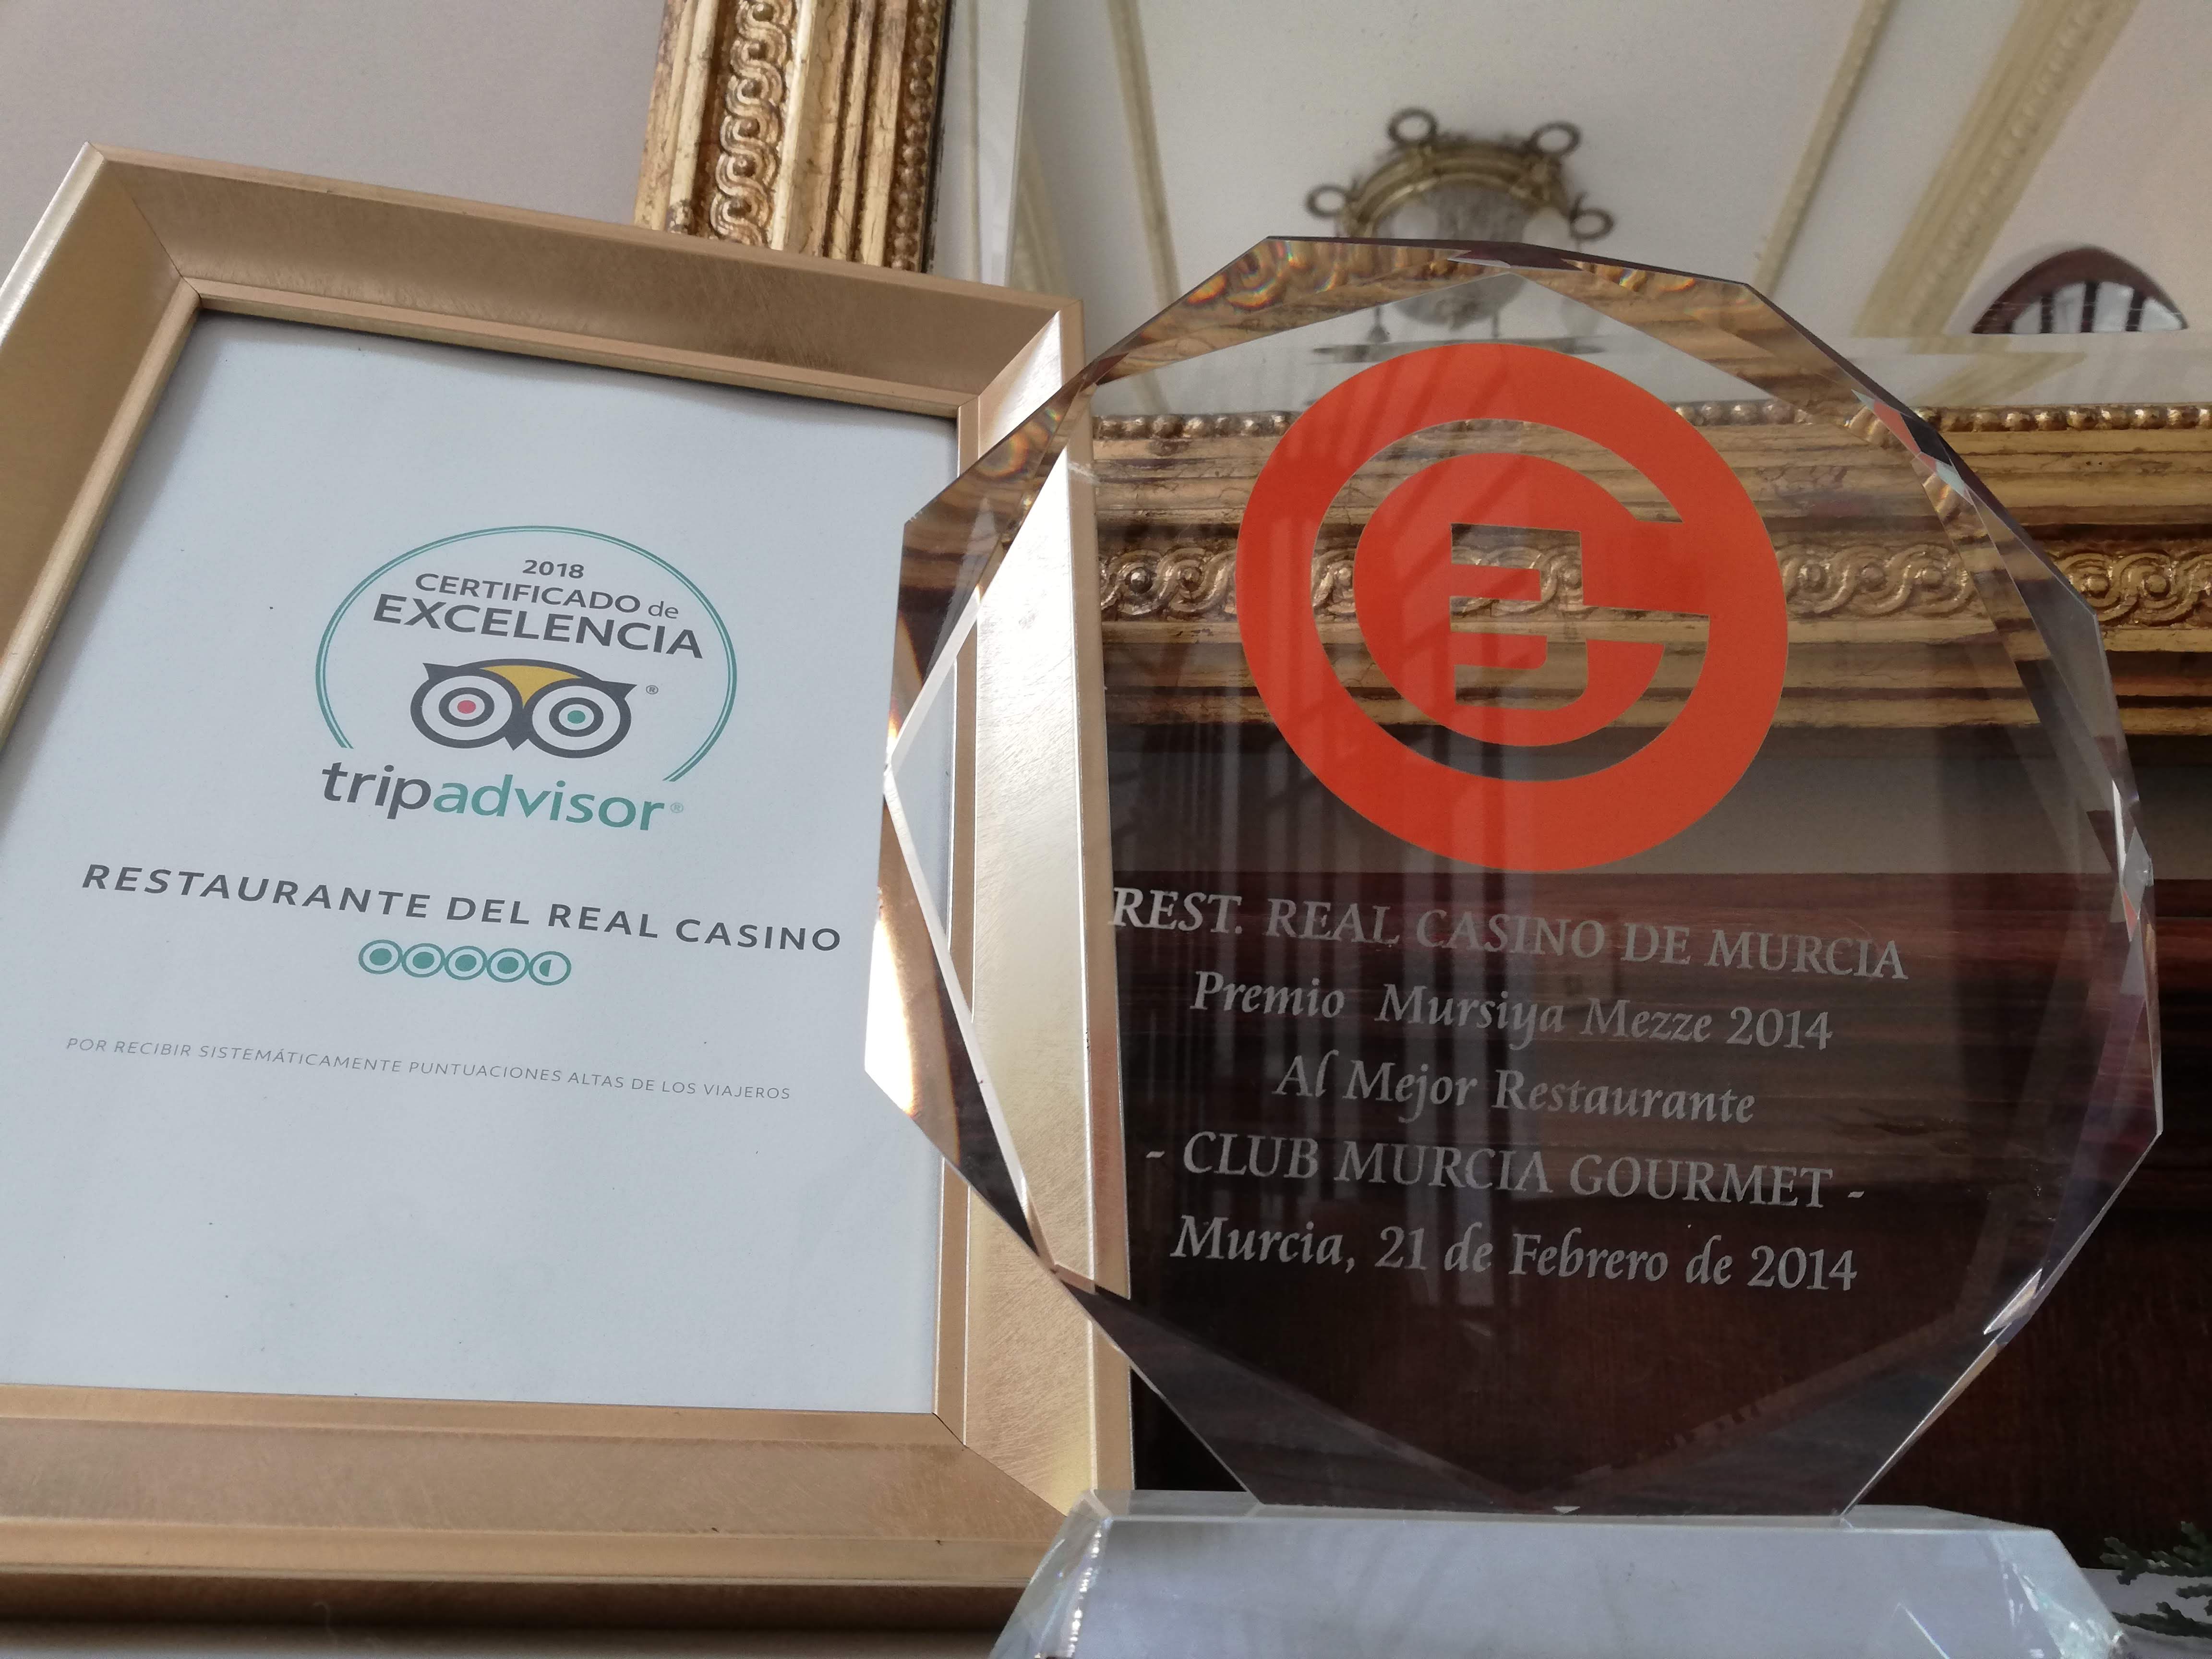 2018
CERTIFICADO de
EXCELENCIA
®
tripadvisor®
RESTAURANTE DEL REAL CASINO
POR RECIBIR SISTEMÁTICAMENTE PUNTUACIONES ALTAS DE LOS VIAJEROS
REST. REAL CASINO DE MURCIA
Premio Mursiya Mezze 2014
Al Mejor Restaurante
- CLUB MURCIA GOURMET -
Murcia, 21 de Febrero de 2014